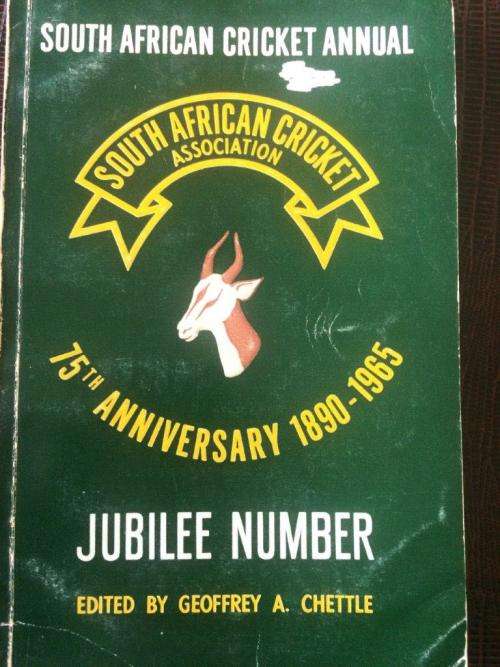 SOUTH AFRICAN CRICKET ANNUAL
SOUTH AFRICAN CRICKET
ASSOCIATION
75TH ANNIVERSARY 1890-1965
JUBILEE NUMBER
EDITED BY GEOFFREY A. CHETTLE